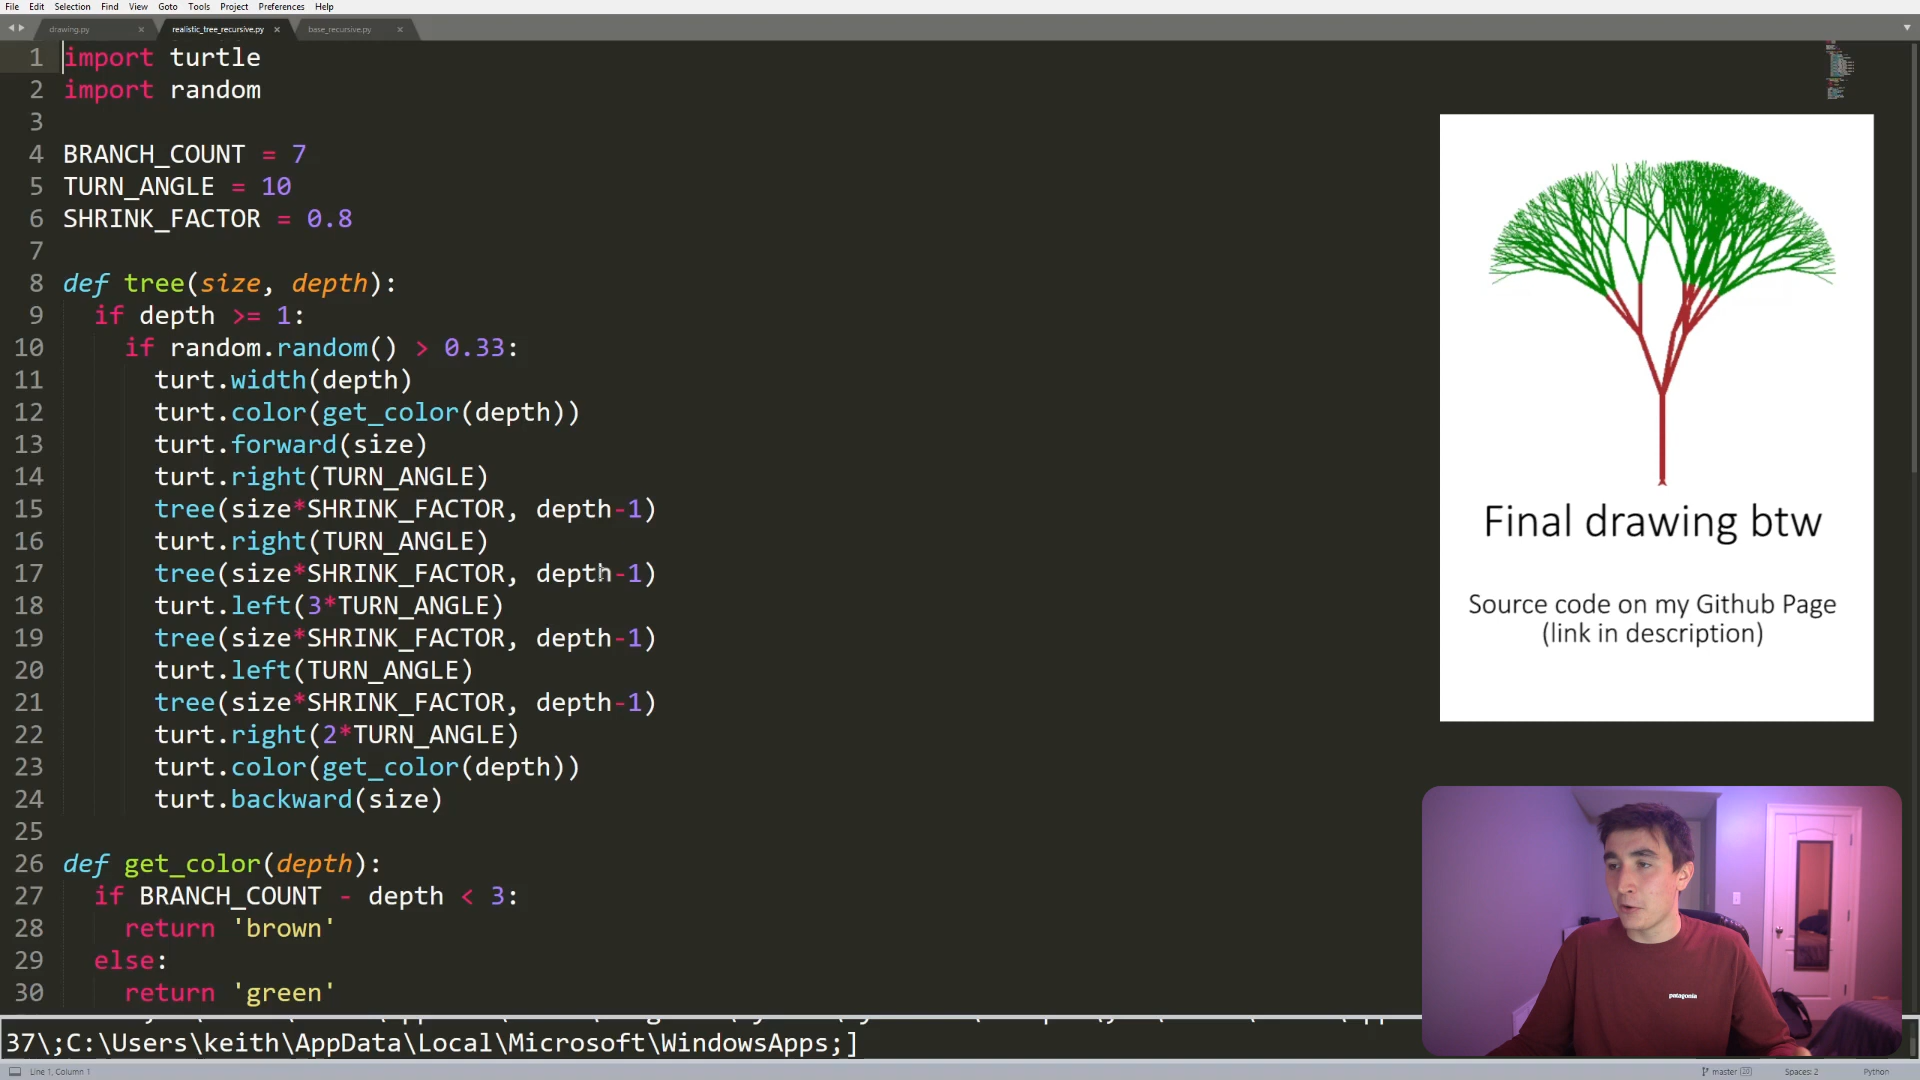 File Edit Selection Find View Goto Tools Project Preferences Help
drawing.py × realistic_tree_recursive.py × base_recursive.py ×
1 import turtle
2 import random
3
4 BRANCH_COUNT = 7
5 TURN_ANGLE = 10
6 SHRINK_FACTOR = 0.8
7
8 def tree(size, depth):
9 if depth >= 1:
10 if random.random() > 0.33:
11 turt.width(depth)
12 turt.color(get_color(depth))
13 turt.forward(size)
14 turt.right(TURN_ANGLE)
15 tree(size*SHRINK_FACTOR, depth-1)
16 turt.right(TURN_ANGLE)
17 tree(size*SHRINK_FACTOR, depth-1)
18 turt.left(3*TURN_ANGLE)
19 tree(size*SHRINK_FACTOR, depth-1)
20 turt.left(TURN_ANGLE)
21 tree(size*SHRINK_FACTOR, depth-1)
22 turt.right(2*TURN_ANGLE)
23 turt.color(get_color(depth))
24 turt.backward(size)
25
26 def get_color(depth):
27 if BRANCH_COUNT - depth < 3:
28 return 'brown'
29 else:
30 return 'green'
Final drawing btw
Source code on my Github Page
(link in description)
patagonia
37\;C:\Users\keith\AppData\Local\Microsoft\WindowsApps;]
Line 1, Column 1
master
Spaces: 2
Python